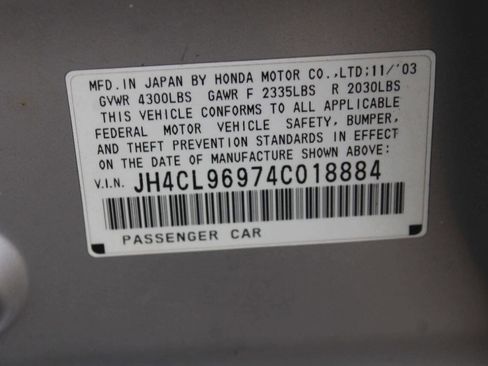 MFD.IN JAPAN BY HONDA MOTOR CO.,LTD;11/'03
GVWR 4300LBS GAWR F 2335LBS R 2030LBS
THIS VEHICLE CONFORMS TO ALL APPLICABLE
FEDERAL MOTOR VEHICLE SAFETY, BUMPER,
AND THEFT PREVENTION STANDARDS IN EFFECT
ON THE DATE OF MANUFACTURE SHOWN ABOVE:
V.I.N. JH4CL96974C018884
PASSENGER CAR